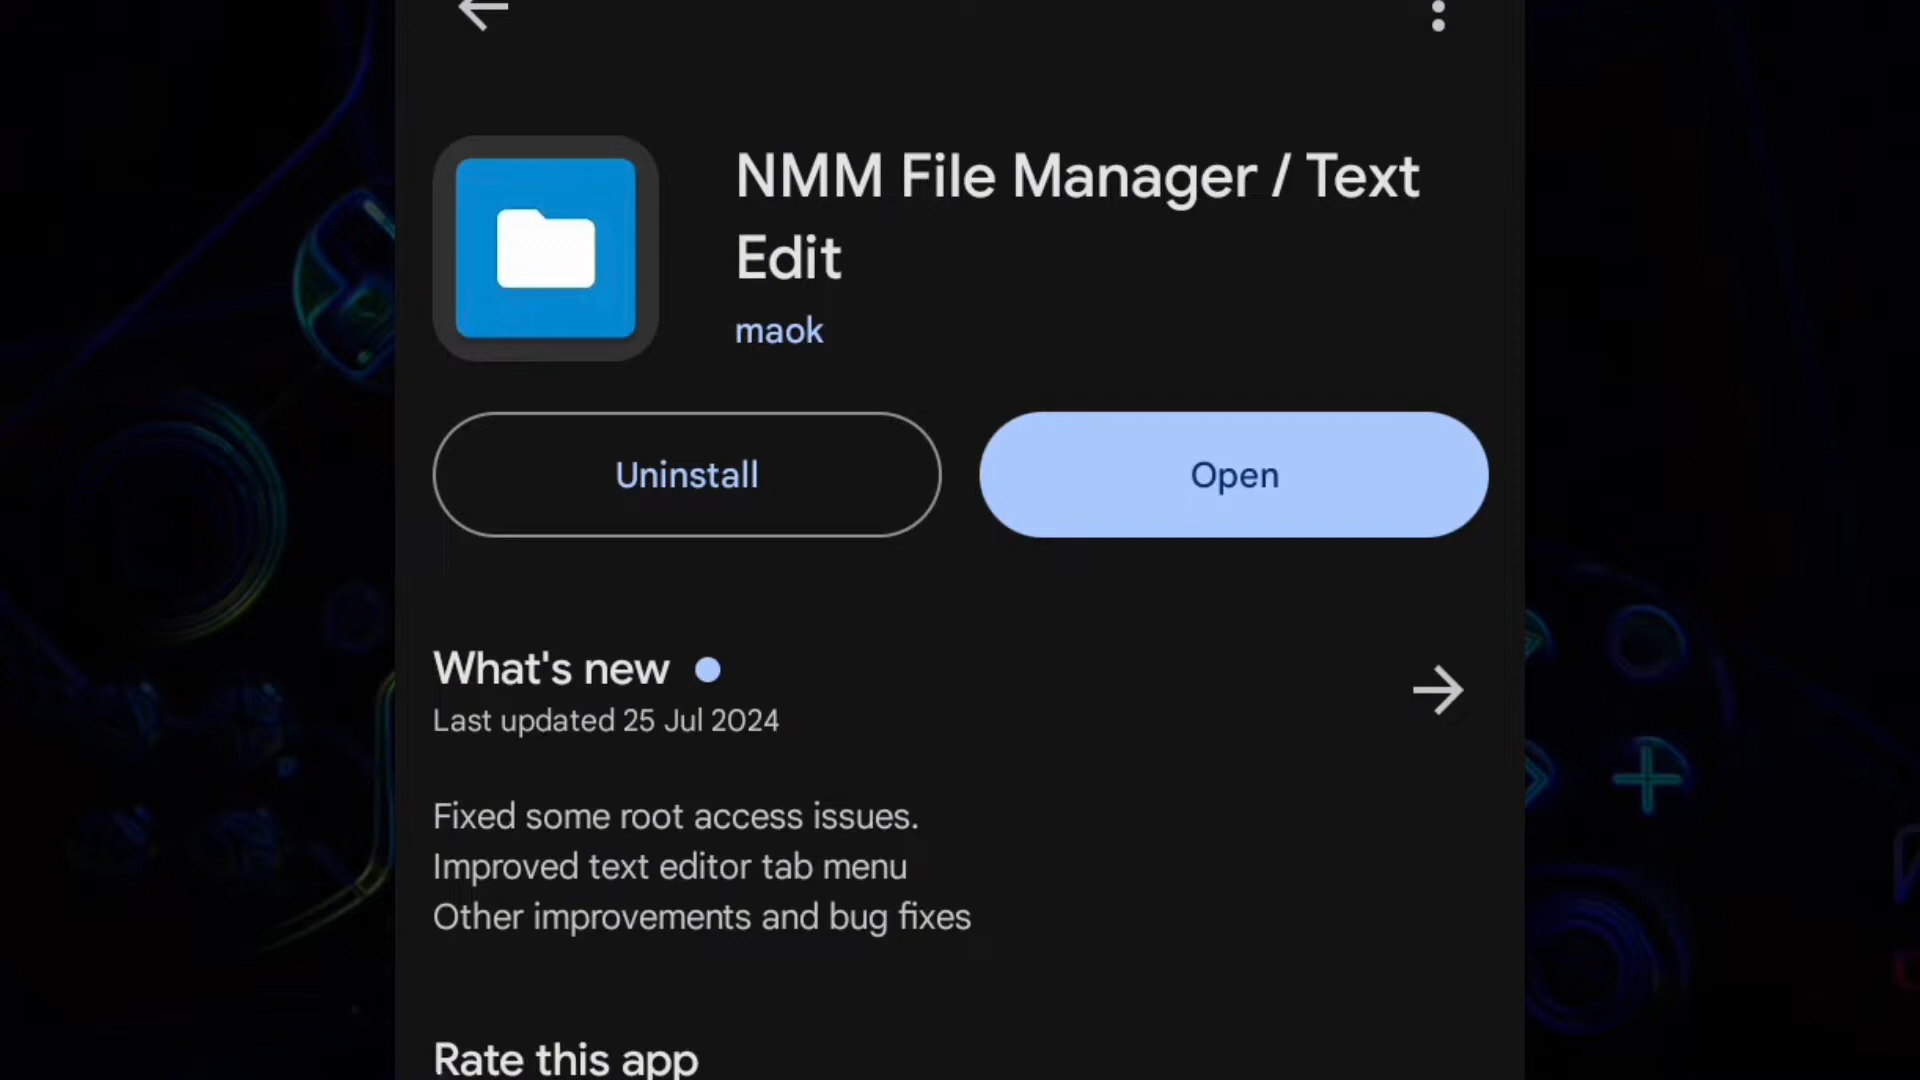 NMM File Manager / Text
Edit
maok
Uninstall
Open
What's new
Last updated 25 Jul 2024
Fixed some root access issues.
Improved text editor tab menu
Other improvements and bug fixes
Rate this app